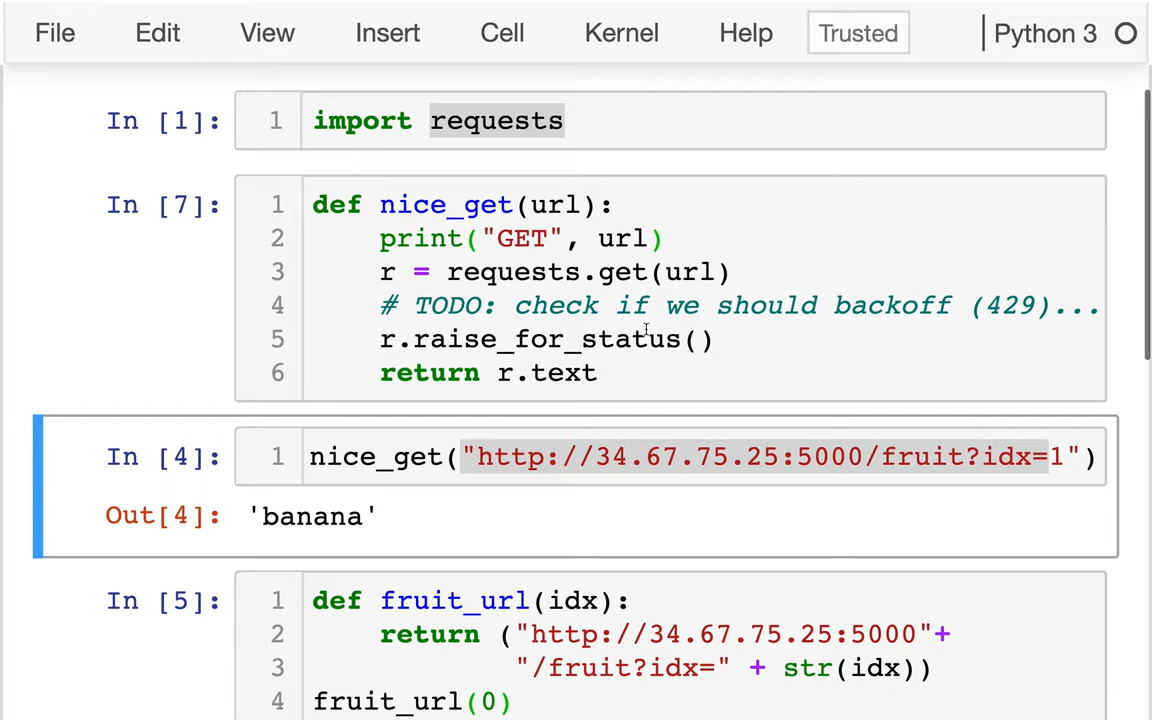 File Edit View Insert Cell Kernel Help Trusted Python 3
In [1]: 1 import requests
In [7]: 1 def nice_get(url):
2 print("GET", url)
3 r = requests.get(url)
4 # TODO: check if we should backoff (429)...
5 r.raise_for_status()
6 return r.text
In [4]: 1 nice_get("http://34.67.75.25:5000/fruit?idx=1")
Out[4]: 'banana'
In [5]: 1 def fruit_url(idx):
2 return ("http://34.67.75.25:5000"+
3 "/fruit?idx=" + str(idx))
4 fruit_url(0)